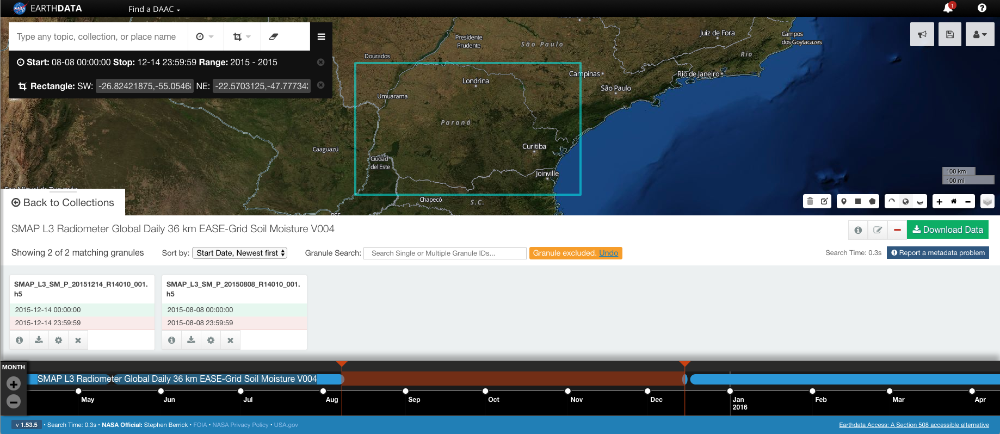 EARTHDATA
Find a DAAC
1
Type any topic, collection, or place name
Start: 08-08 00:00:00 Stop: 12-14 23:59:59 Range: 2015 - 2015
Rectangle: SW: -26.82421875,-55.0546 NE: -22.5703125,-47.77734
Presidente
Prudente
São Paulo
Juiz de Fora
Campos
dos Goytacazes
Rio
Dourados
Campinas
Rio de Janeiro
Londrina
São Paulo
Umuarama
Paraná
Caaguazú
Curitiba
Ciudad
del Este
Joinville
Chapecó
S.C.
100 km
100 mi
Back to Collections
SMAP L3 Radiometer Global Daily 36 km EASE-Grid Soil Moisture V004
Download Data
Showing 2 of 2 matching granules
Sort by: Start Date, Newest first
Granule Search: Search Single or Multiple Granule IDs...
Granule excluded. Undo
Search Time: 0.3s
Report a metadata problem
SMAP_L3_SM_P_20151214_R14010_001.
h5
2015-12-14 00:00:00
2015-12-14 23:59:59
SMAP_L3_SM_P_20150808_R14010_001.
h5
2015-08-08 00:00:00
2015-08-08 23:59:59
MONTH
SMAP L3 Radiometer Global Daily 36 km EASE-Grid Soil Moisture V004
May Jun Jul Aug Sep Oct Nov Dec Jan Feb Mar Apr
2016
v 1.53.5 • Search Time: 0.3s • NASA Official: Stephen Berrick • FOIA • NASA Privacy Policy • USA.gov
Earthdata Access: A Section 508 accessible alternative